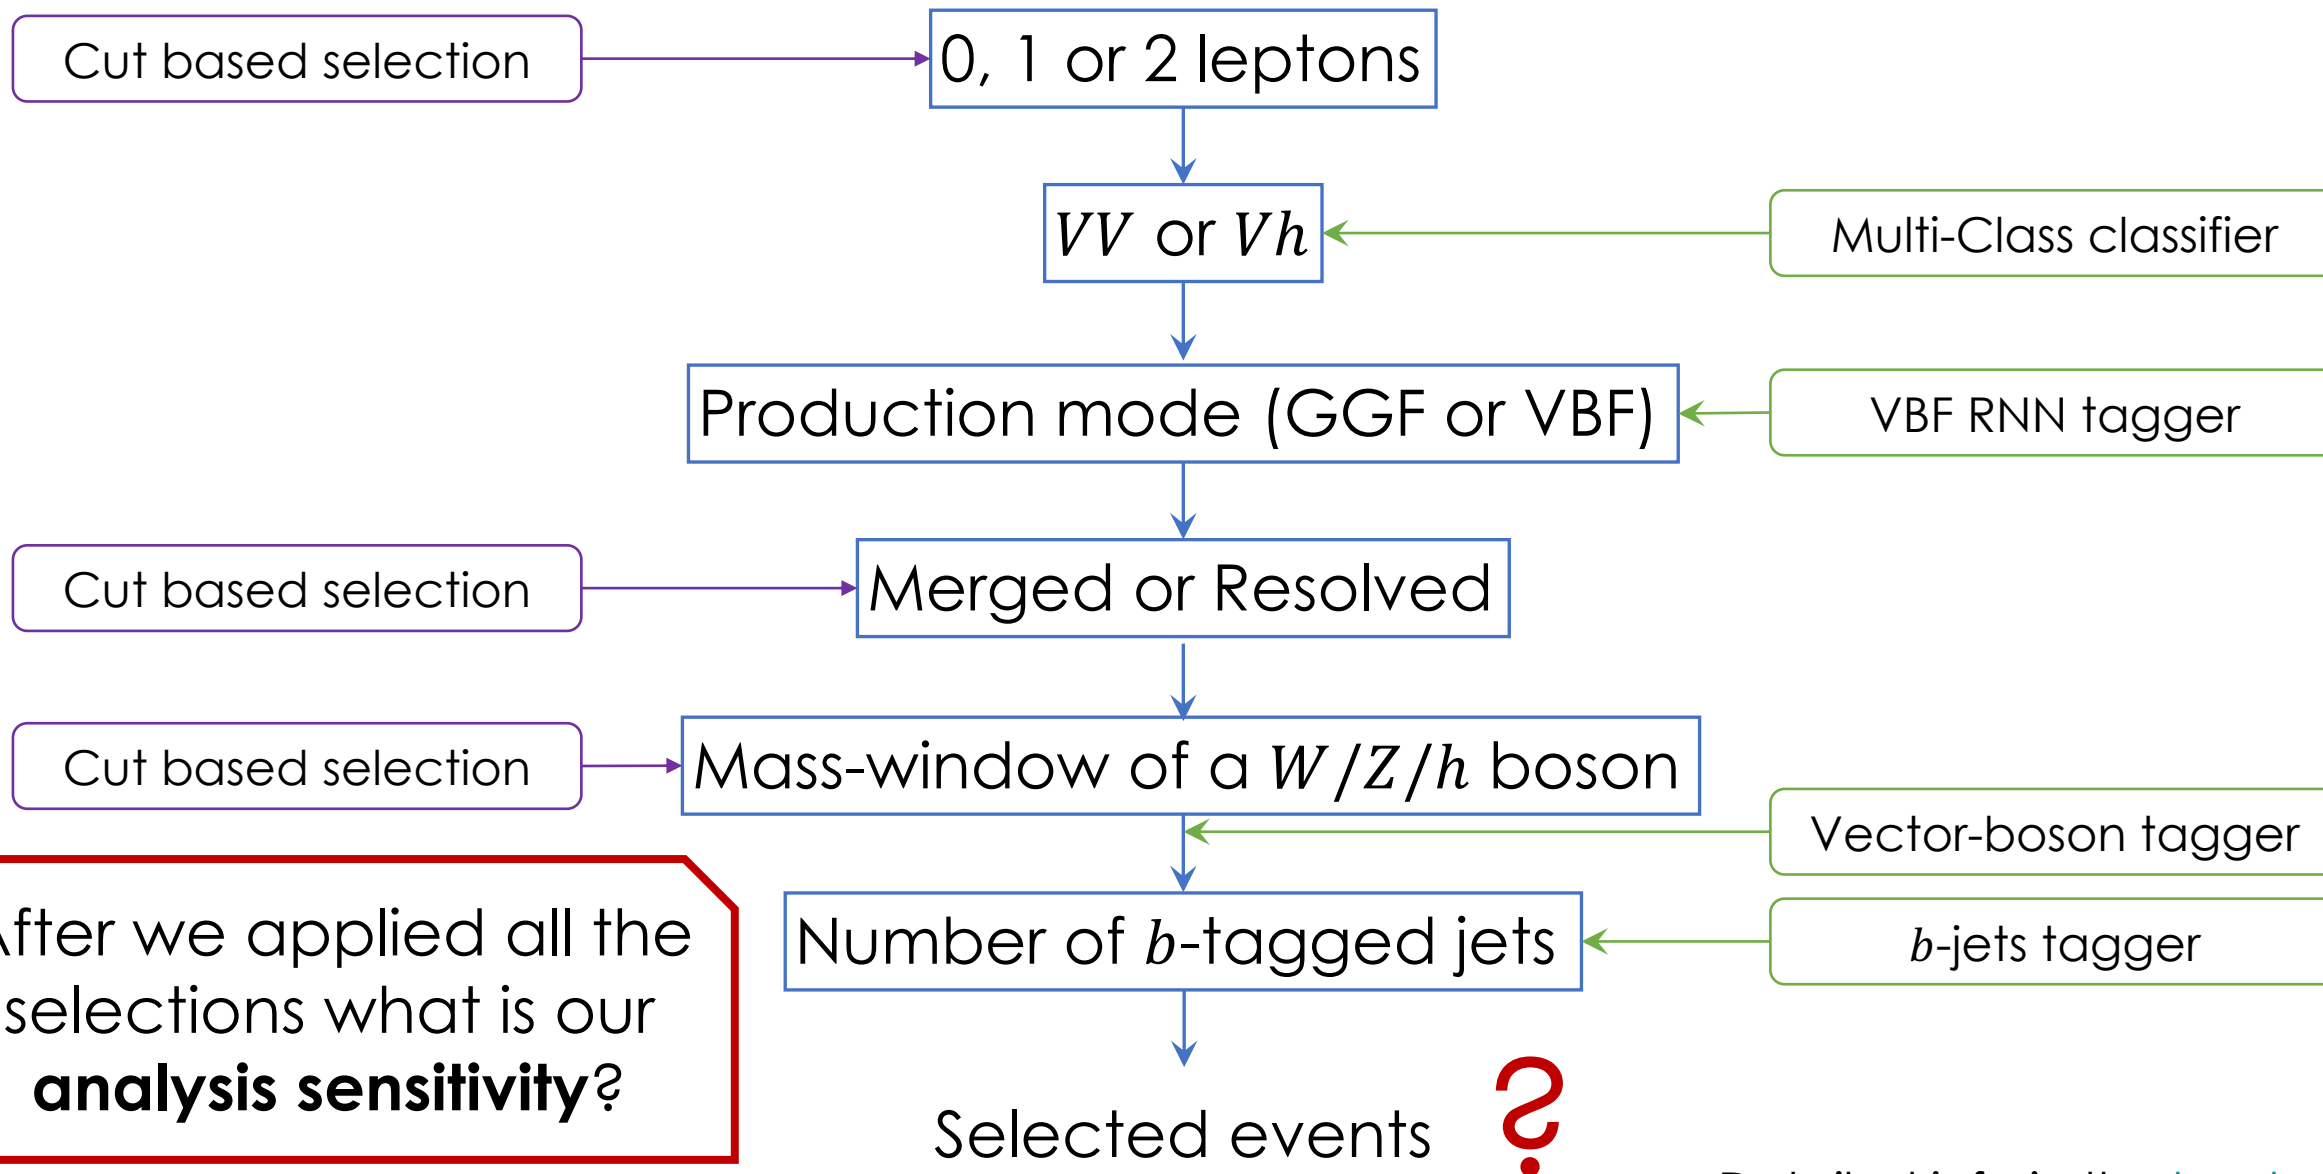 Cut based selection
0, 1 or 2 leptons
VV or Vh
Multi-Class classifier
Production mode (GGF or VBF)
VBF RNN tagger
Cut based selection
Merged or Resolved
Cut based selection
Mass-window of a W/Z/h boson
Vector-boson tagger
After we applied all the
selections what is our
analysis sensitivity?
Number of b-tagged jets
b-jets tagger
Selected events ?